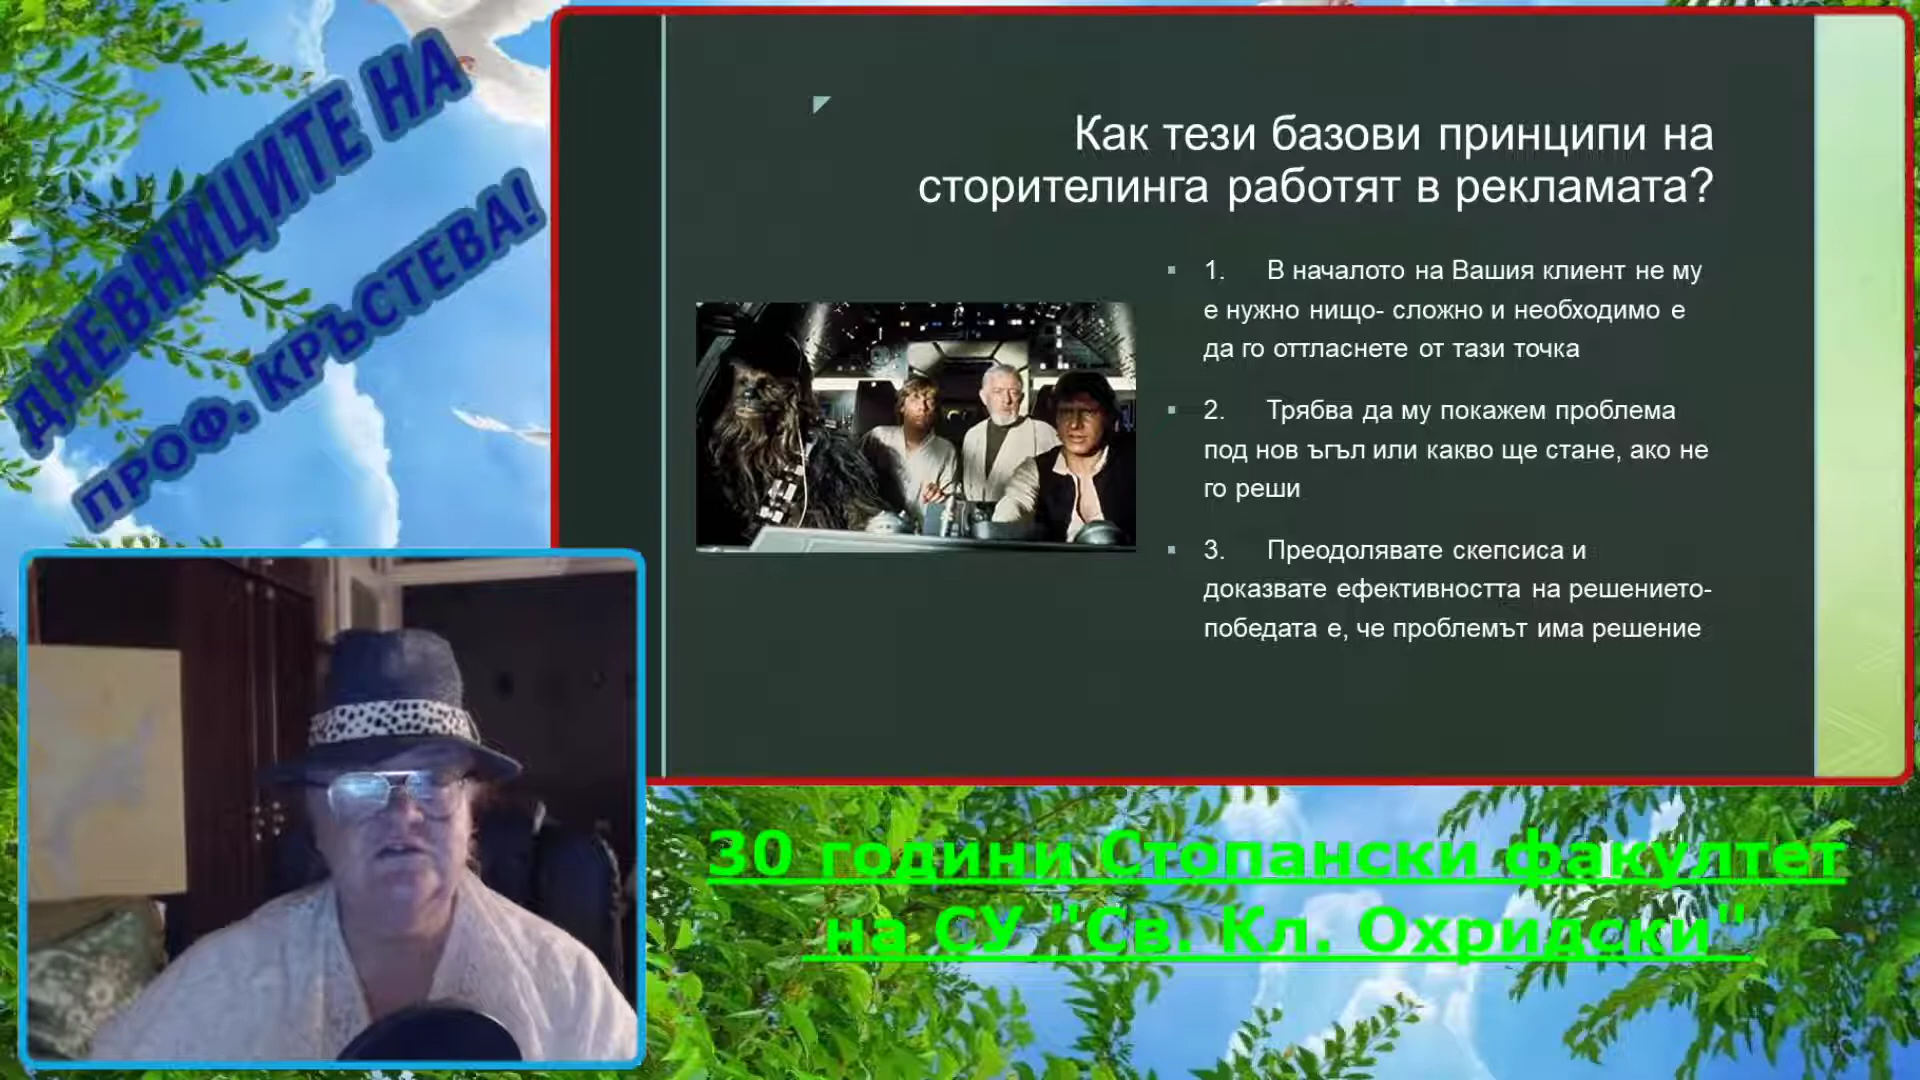 ДНЕВНИЦИТЕ НА
ПРОФ. КРЪСТЕВА!
Как тези базови принципи на
сторителинга работят в рекламата?
1. В началото на Вашия клиент не му
е нужно нищо- сложно и необходимо е
да го оттласнете от тази точка
2. Трябва да му покажем проблема
под нов ъгъл или какво ще стане, ако не
го реши
3. Преодолявате скепсиса и
доказвате ефективността на решението-
победата е, че проблемът има решение
30 години Стопански факултет
на СУ "Св. Кл. Охридски"